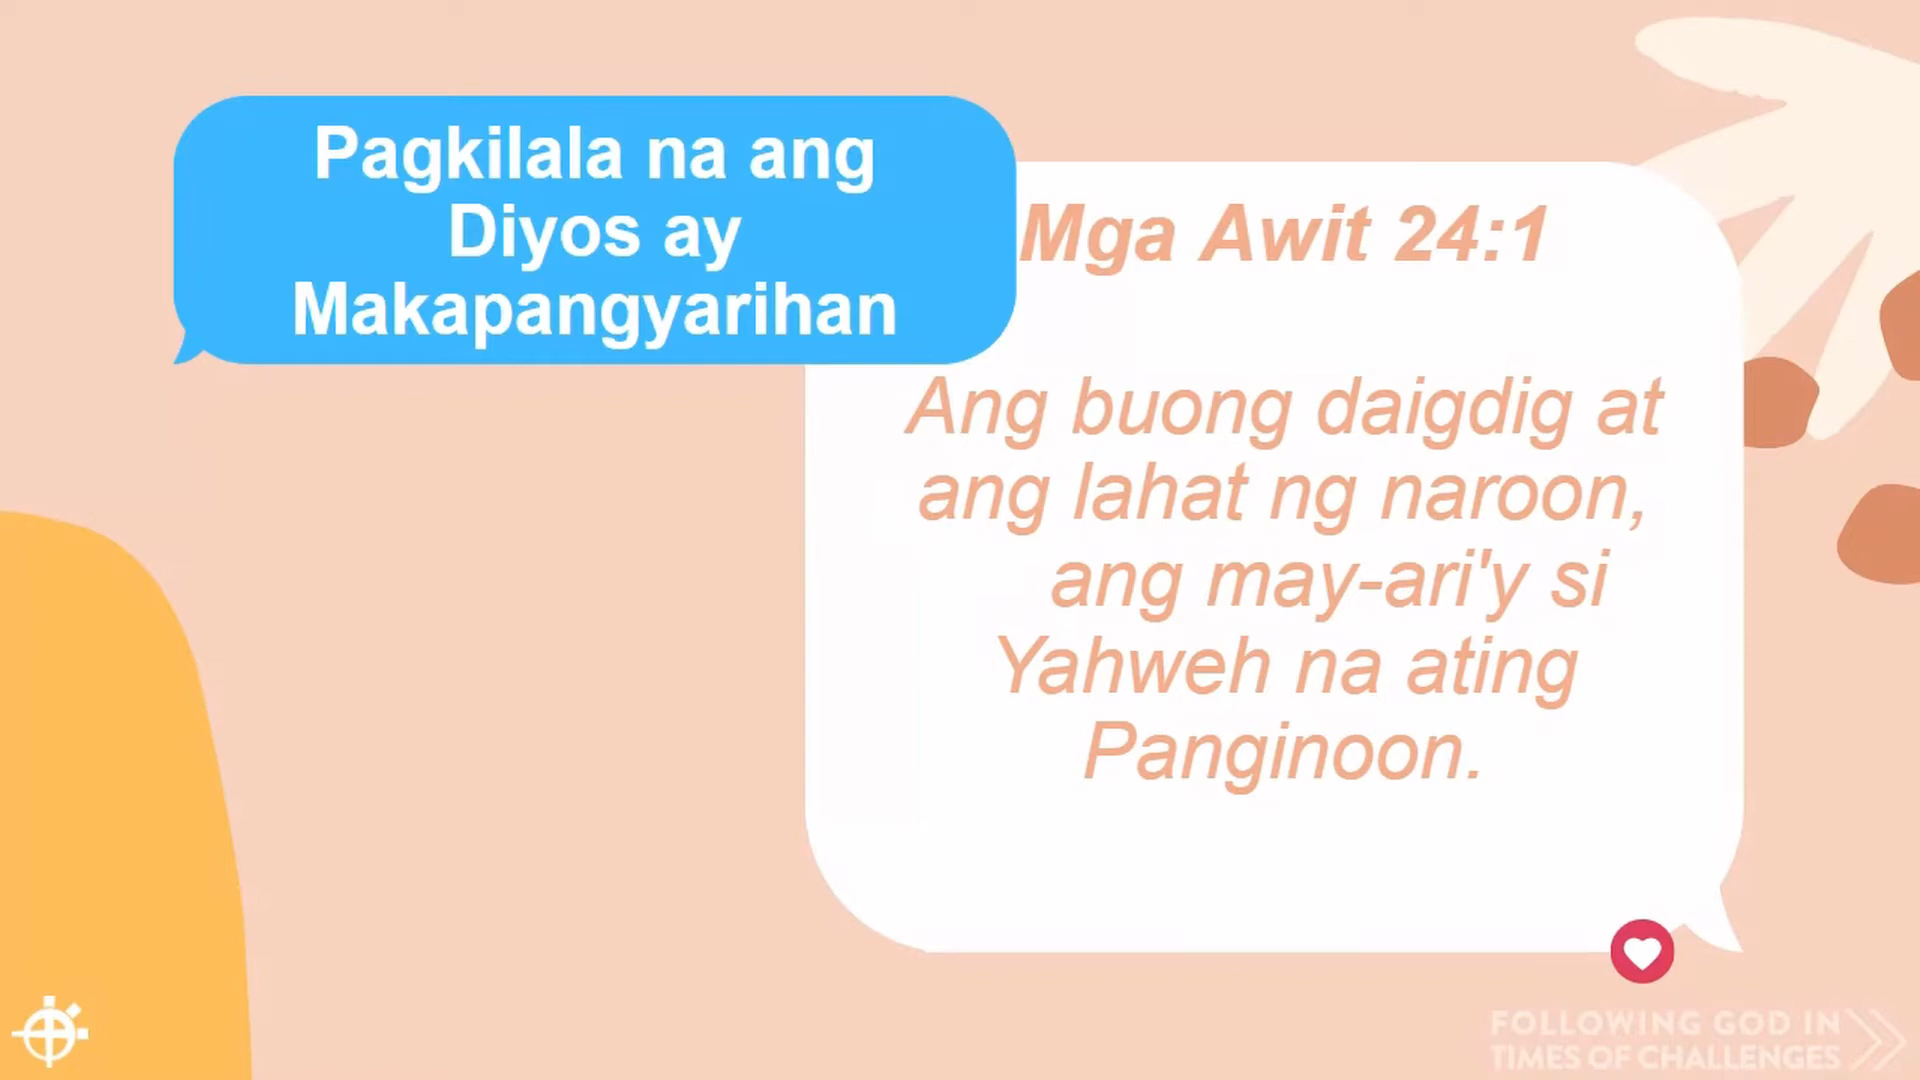 Pagkilala na ang
Diyos ay
Makapangyarihan
Mga Awit 24:1
Ang buong daigdig at
ang lahat ng naroon,
ang may-ari'y si
Yahweh na ating
Panginoon.
FOLLOWING GOD IN
TIMES OF CHALLENGES